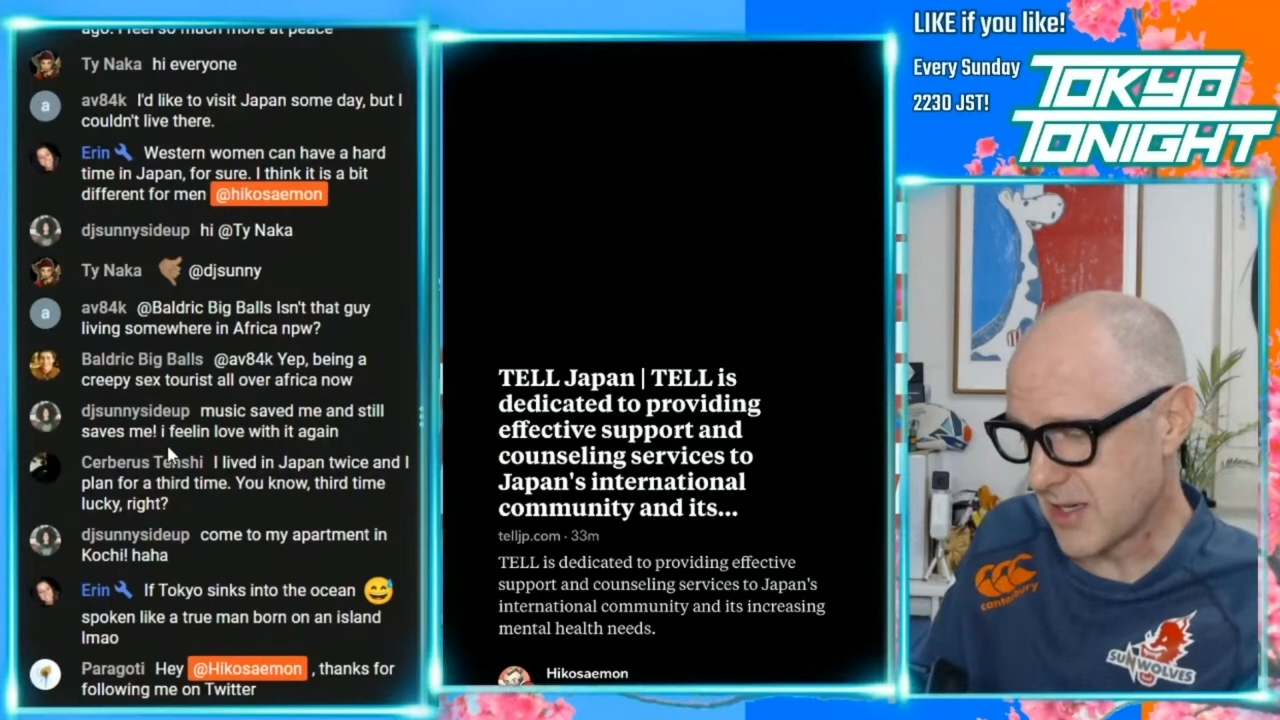 ago. I feel so much more at peace
Ty Naka hi everyone
a
av84k I'd like to visit Japan some day, but I
couldn't live there.
Erin Western women can have a hard
time in Japan, for sure. I think it is a bit
different for men @hikosaemon
djsunnysideup hi @Ty Naka
Ty Naka @djsunny
a
av84k @Baldric Big Balls Isn't that guy
living somewhere in Africa npw?
Baldric Big Balls @av84k Yep, being a
creepy sex tourist all over africa now
djsunnysideup music saved me and still
saves me! i feelin love with it again
Cerberus Tenshi I lived in Japan twice and I
plan for a third time. You know, third time
lucky, right?
djsunnysideup come to my apartment in
Kochi! haha
Erin If Tokyo sinks into the ocean 😅
spoken like a true man born on an island
lmao
Paragoti Hey @Hikosaemon , thanks for
following me on Twitter
TELL Japan | TELL is
dedicated to providing
effective support and
counseling services to
Japan's international
community and its...
telljp.com · 33m
TELL is dedicated to providing effective
support and counseling services to Japan's
international community and its increasing
mental health needs.
Hikosaemon
LIKE if you like!
Every Sunday
2230 JST!
TOKYO
TONIGHT
canterbury
SUNWOLVES